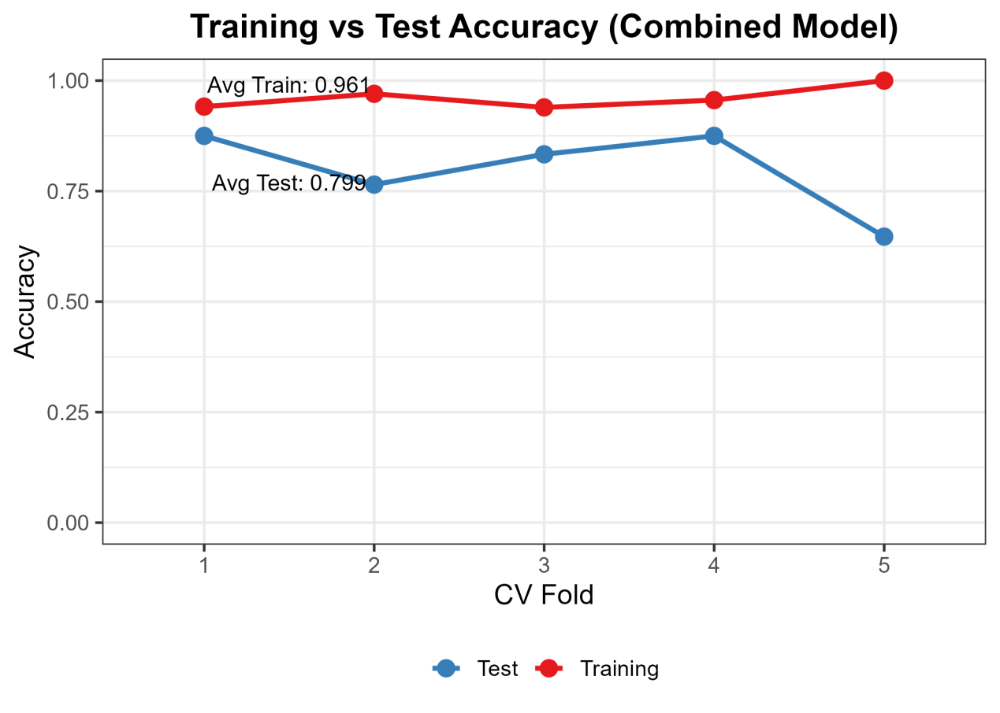 Training vs Test Accuracy (Combined Model)
1.00
Avg Train: 0.961
Avg Test: 0.799
0.75
0.50
0.25
0.00
Accuracy
1 2 3 4 5
CV Fold
Test Training